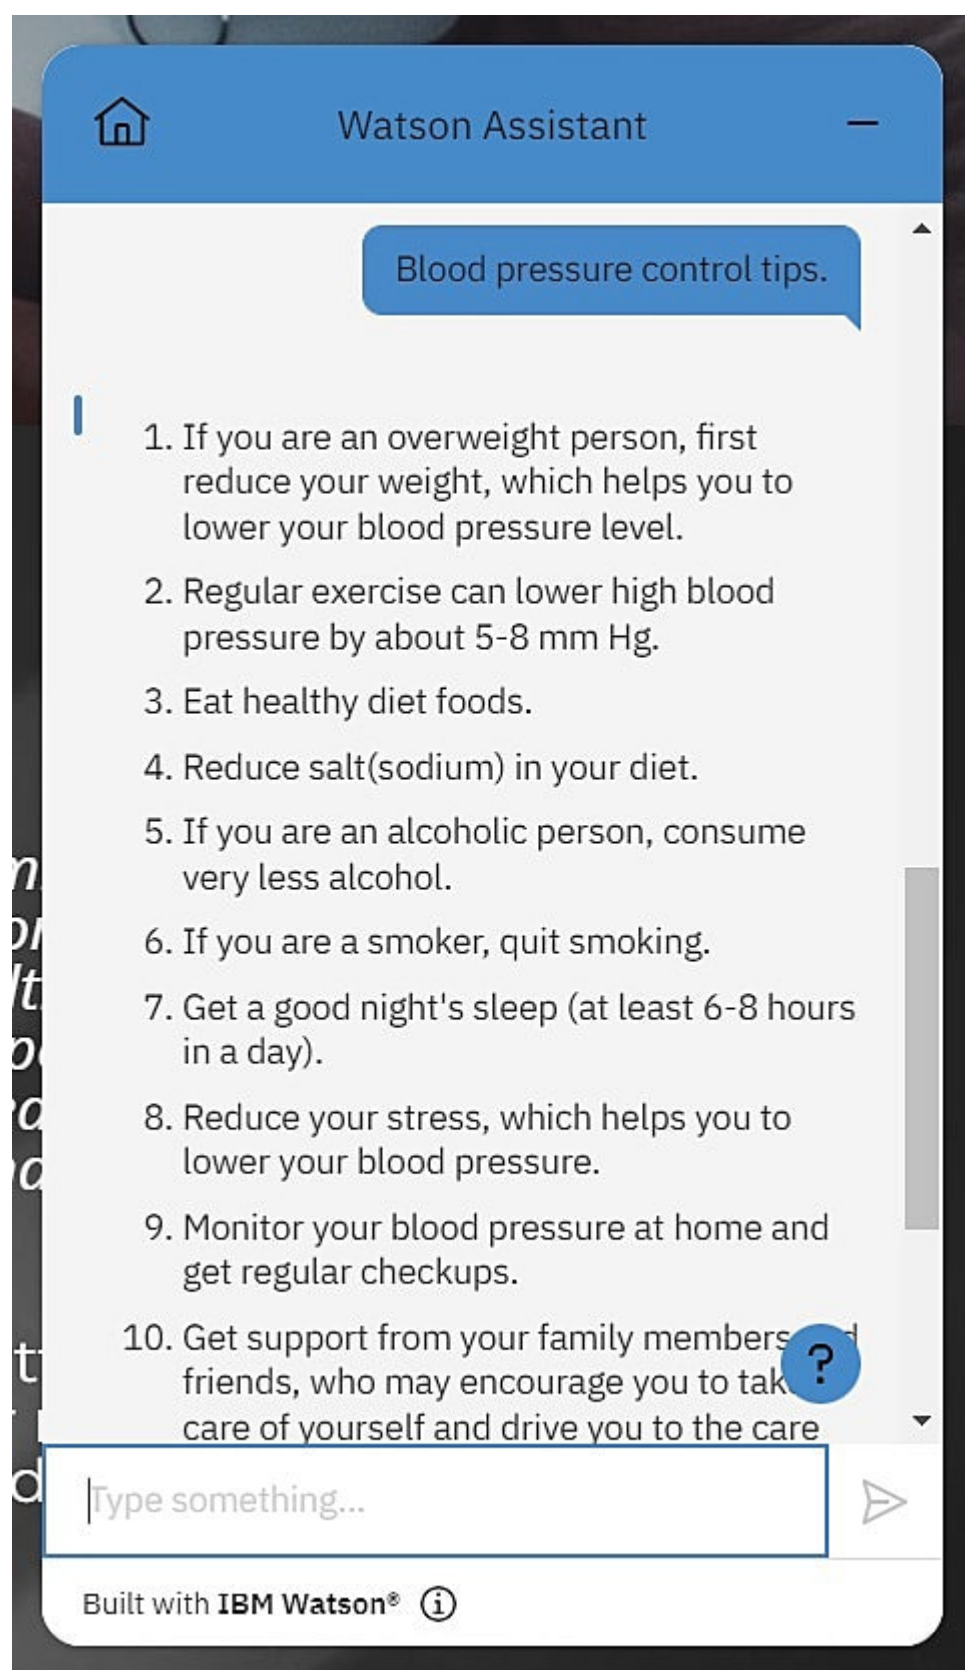 Watson Assistant
Blood pressure control tips.
1. If you are an overweight person, first
reduce your weight, which helps you to
lower your blood pressure level.
2. Regular exercise can lower high blood
pressure by about 5-8 mm Hg.
3. Eat healthy diet foods.
4. Reduce salt(sodium) in your diet.
5. If you are an alcoholic person, consume
very less alcohol.
6. If you are a smoker, quit smoking.
7. Get a good night's sleep (at least 6-8 hours
in a day).
8. Reduce your stress, which helps you to
lower your blood pressure.
9. Monitor your blood pressure at home and
get regular checkups.
10. Get support from your family members
?
friends, who may encourage you to
care of yourself and drive you to the care
Type something...
Built with IBM Watson®